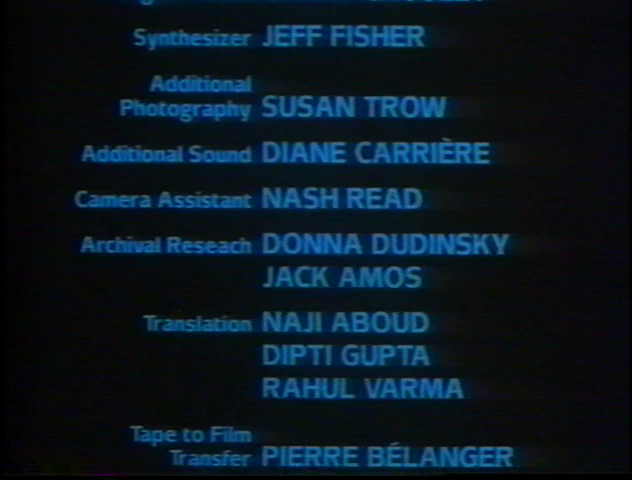 Synthesizer JEFF FISHER
Additional
Photography SUSAN TROW
Additional Sound DIANE CARRIÈRE
Camera Assistant NASH READ
Archival Reseach DONNA DUDINSKY
JACK AMOS
Translation NAJI ABOUD
DIPTI GUPTA
RAHUL VARMA
Tape to Film
Transfer PIERRE BÉLANGER